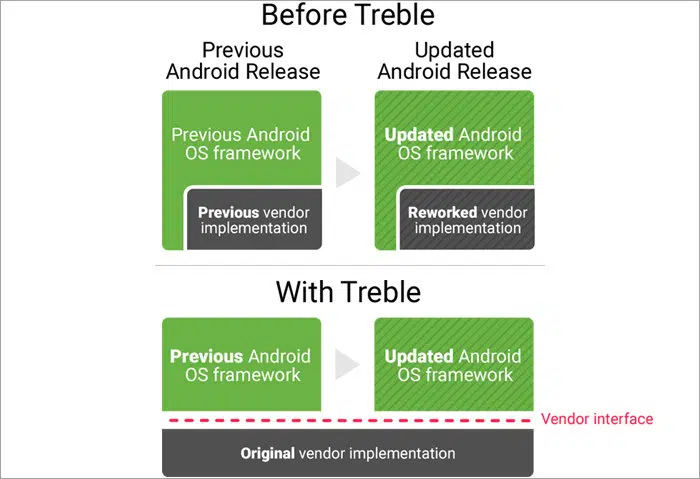 Before Treble
Previous
Android Release
Updated
Android Release
Previous Android
OS framework
Previous vendor
implementation
Updated Android
OS framework
Reworked vendor
implementation
With Treble
Previous Android
OS framework
Updated Android
OS framework
Vendor interface
Original vendor implementation